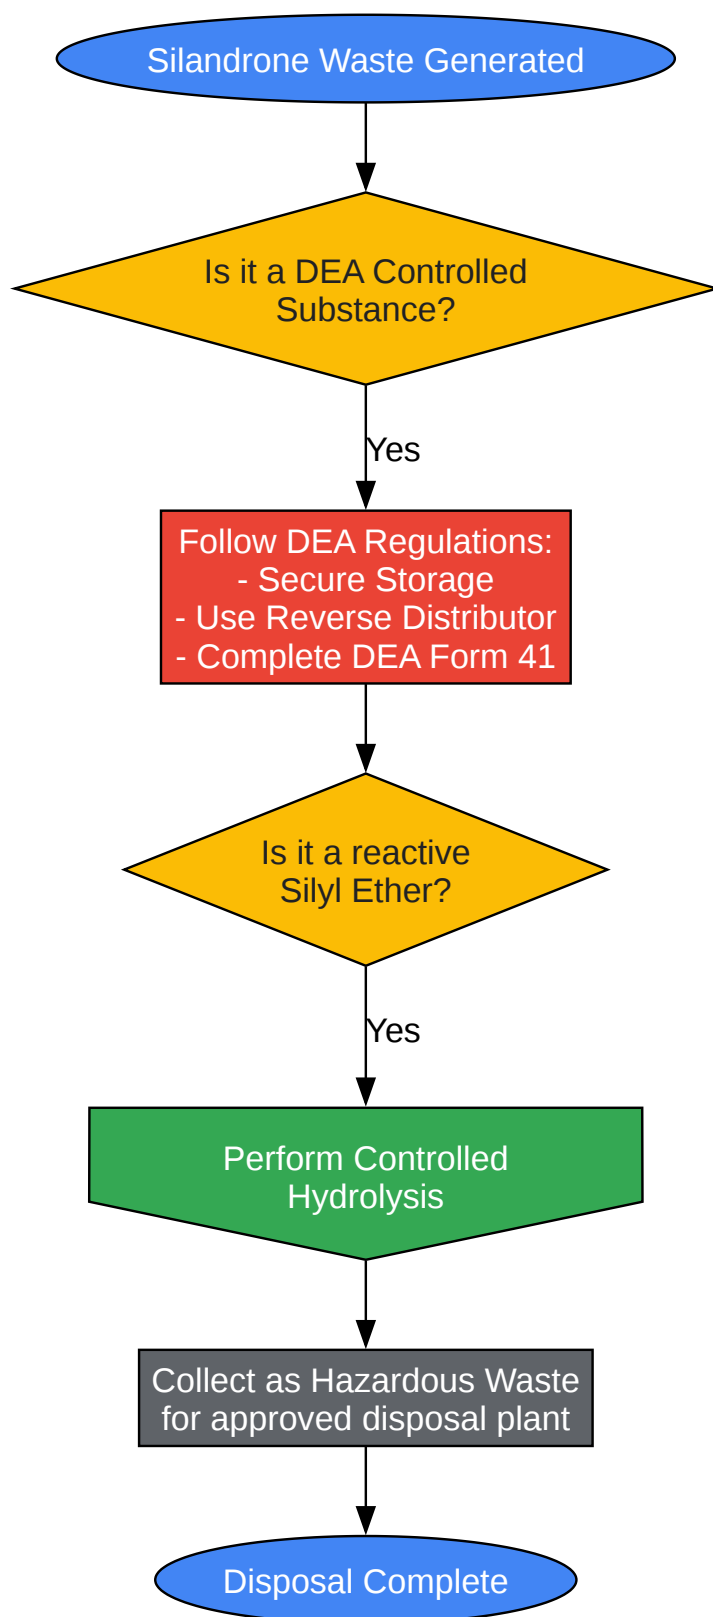 Silandrone Waste Generated
Is it a DEA Controlled
Substance?
Yes
Follow DEA Regulations:
- Secure Storage
- Use Reverse Distributor
- Complete DEA Form 41
Is it a reactive
Silyl Ether?
Yes
Perform Controlled
Hydrolysis
Collect as Hazardous Waste
for approved disposal plant
Disposal Complete